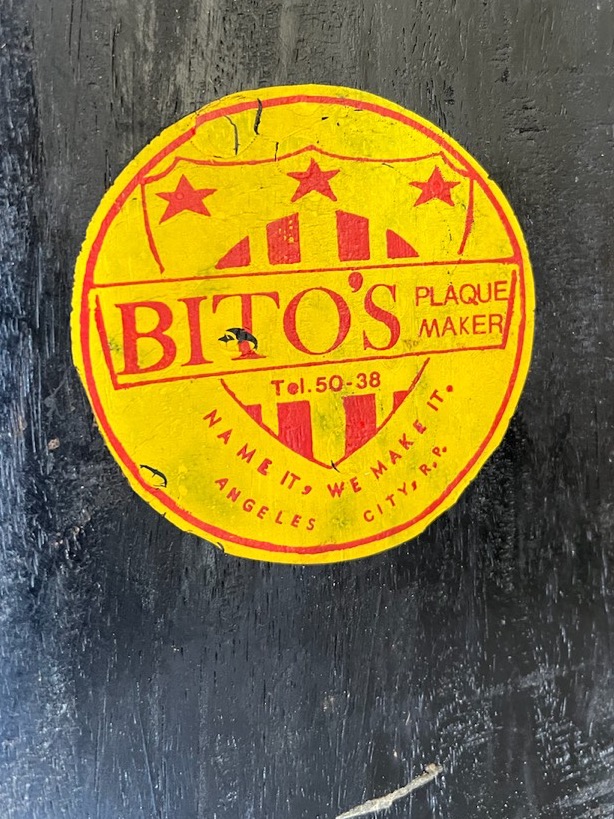 BITO'S
PLAQUE
MAKER
Tel. 50-38
NAME IT, WE MAKE IT.
ANGELES CITY, R.P.